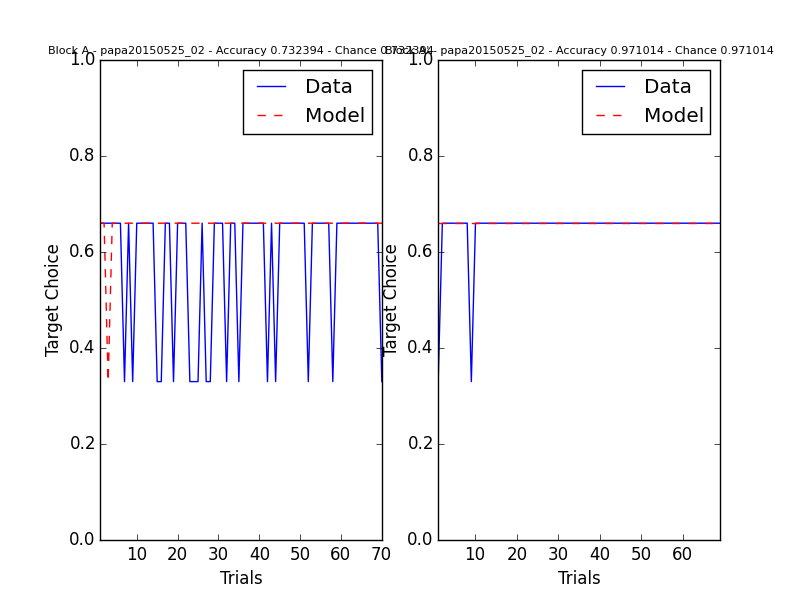 Block A - papa20150525_02 - Accuracy 0.732394 - Chance 0.732394
Block - papa20150525_02 - Accuracy 0.971014 - Chance 0.971014
Data
Model
1.0
0.8
0.6
0.4
0.2
0.0
Target Choice
10 20 30 40 50 60 70
Trials
Data
Model
1.0
0.8
0.6
0.4
0.2
0.0
Target Choice
10 20 30 40 50 60
Trials